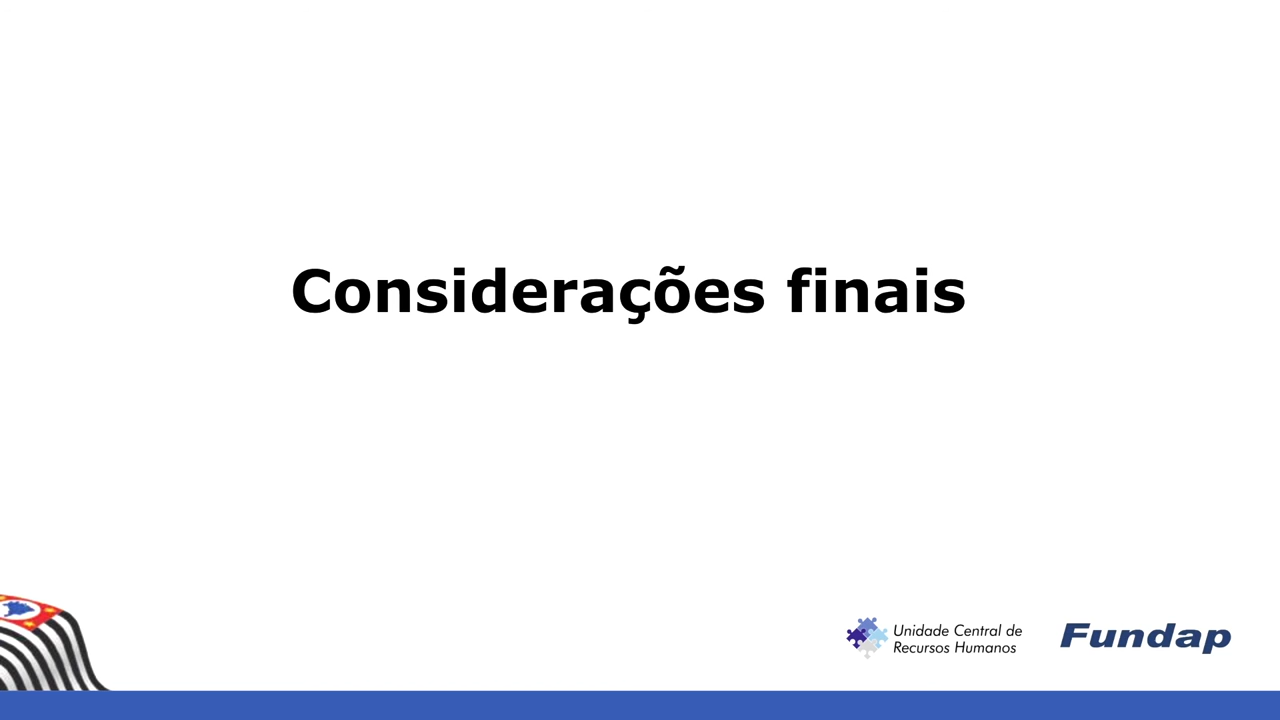 Considerações finais
Unidade Central de
Recursos Humanos
Fundap